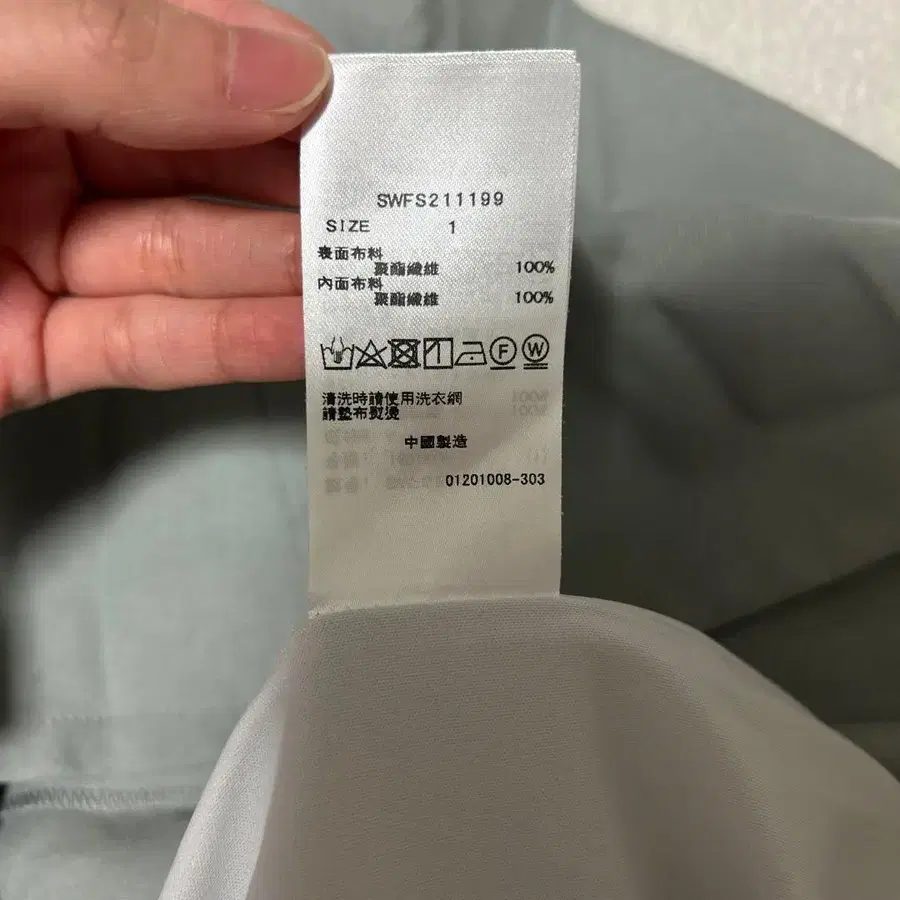 SWFS211199
SIZE 1
表面布料
聚酯纖維 100%
內面布料
聚酯纖維 100%
F W
清洗時請使用洗衣網
請墊布熨燙
中國製造
01201008-303